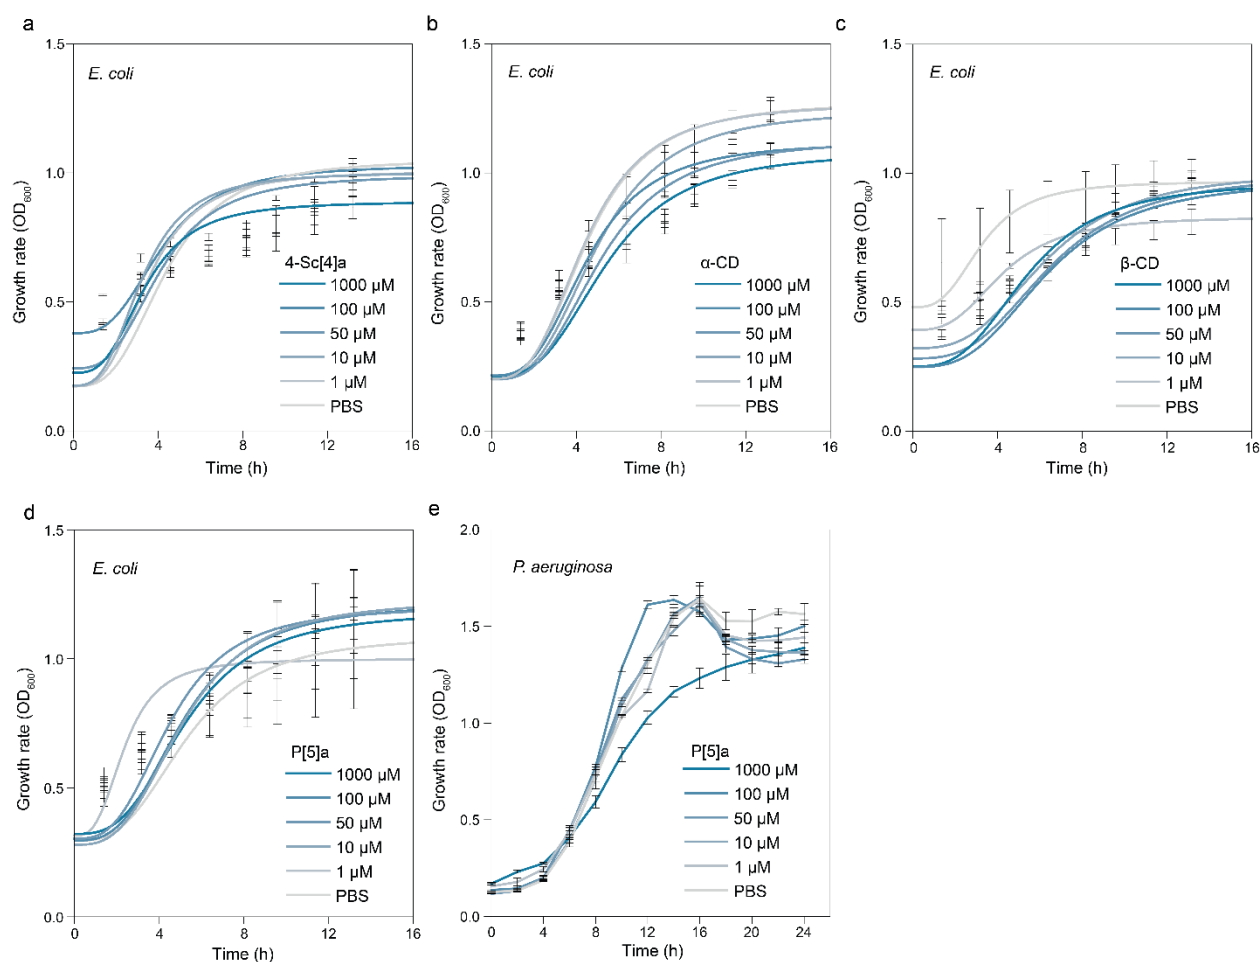 a
E. coli
Growth rate (OD600)
1.5
1.0
0.5
0.0
4-Sc[4]a
1000 µM
100 µM
50 µM
10 µM
1 µM
PBS
0 4 8 12 16
Time (h)
b
E. coli
Growth rate (OD600)
1.5
1.0
0.5
0.0
α-CD
1000 µM
100 µM
50 µM
10 µM
1 µM
PBS
0 4 8 12 16
Time (h)
c
E. coli
Growth rate (OD600)
1.5
1.0
0.5
0.0
β-CD
1000 µM
100 µM
50 µM
10 µM
1 µM
PBS
0 4 8 12 16
Time (h)
d
E. coli
Growth rate (OD600)
1.5
1.0
0.5
0.0
P[5]a
1000 µM
100 µM
50 µM
10 µM
1 µM
PBS
0 4 8 12 16
Time (h)
e
P. aeruginosa
Growth rate (OD600)
2.0
1.5
1.0
0.5
0.0
P[5]a
1000 µM
100 µM
50 µM
10 µM
1 µM
PBS
0 4 8 12 16 20 24
Time (h)